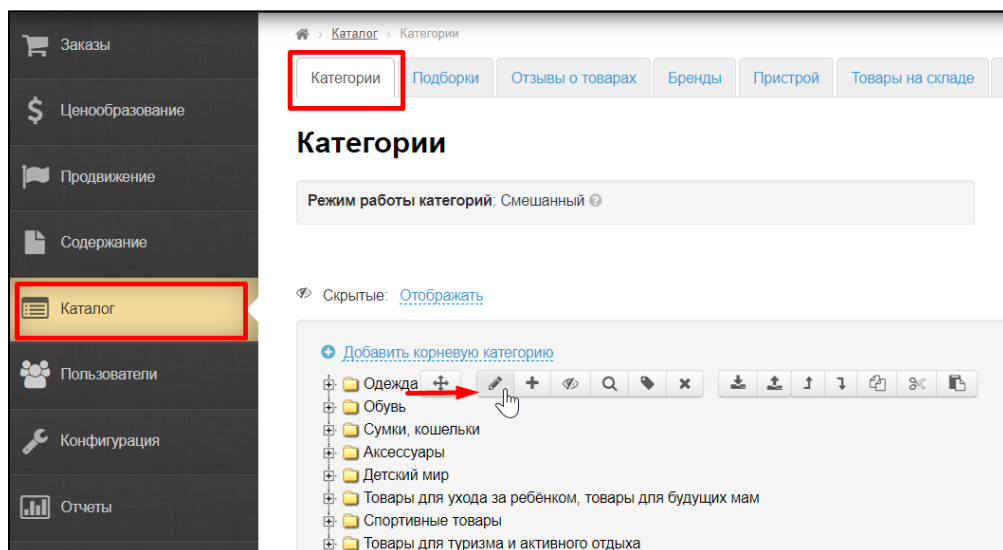 Заказы
Ценообразование
Продвижение
Содержание
Каталог
Пользователи
Конфигурация
Отчеты
Каталог › Категории
Категории Подборки Отзывы о товарах Бренды Пристрой Товары на складе
Категории
Режим работы категорий: Смешанный
Скрытые: Отображать
Добавить корневую категорию
Одежда
Обувь
Сумки, кошельки
Аксессуары
Детский мир
Товары для ухода за ребёнком, товары для будущих мам
Спортивные товары
Товары для туризма и активного отдыха